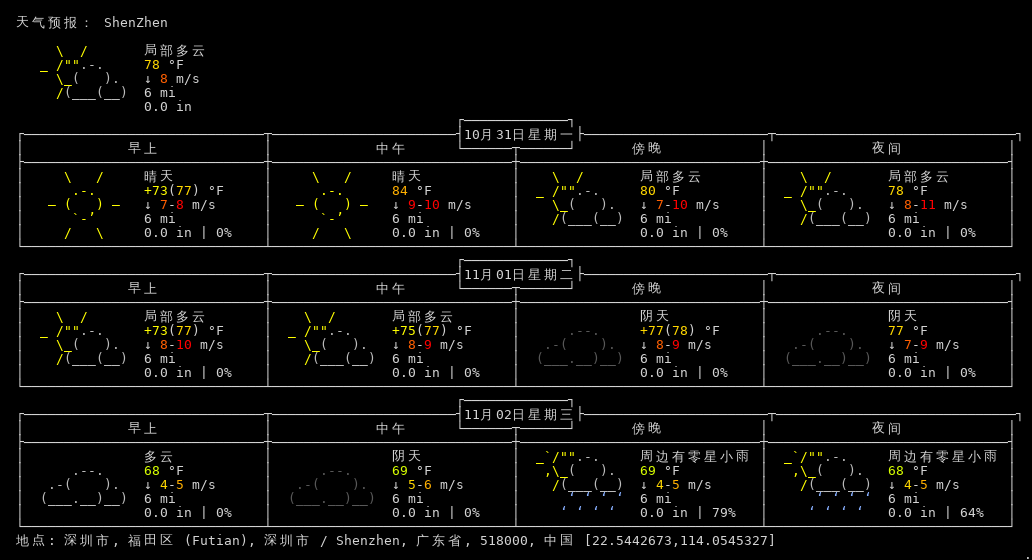 天气预报： ShenZhen
局部多云
78 °F
↓ 8 m/s
6 mi
0.0 in
10月31日星期一
早上 中午 傍晚 夜间
晴天 晴天 局部多云 局部多云
+73(77) °F 84 °F 80 °F 78 °F
↓ 7-8 m/s ↓ 9-10 m/s ↓ 7-10 m/s ↓ 8-11 m/s
6 mi 6 mi 6 mi 6 mi
0.0 in | 0% 0.0 in | 0% 0.0 in | 0% 0.0 in | 0%
11月01日星期二
早上 中午 傍晚 夜间
局部多云 局部多云 阴天 阴天
+73(77) °F +75(77) °F +77(78) °F 77 °F
↓ 8-10 m/s ↓ 8-9 m/s ↓ 8-9 m/s ↓ 7-9 m/s
6 mi 6 mi 6 mi 6 mi
0.0 in | 0% 0.0 in | 0% 0.0 in | 0% 0.0 in | 0%
11月02日星期三
早上 中午 傍晚 夜间
多云 阴天 周边有零星小雨 周边有零星小雨
68 °F 69 °F 69 °F 68 °F
↓ 4-5 m/s ↓ 5-6 m/s ↓ 4-5 m/s ↓ 4-5 m/s
6 mi 6 mi 6 mi 6 mi
0.0 in | 0% 0.0 in | 0% 0.0 in | 79% 0.0 in | 64%
地点: 深圳市, 福田区 (Futian), 深圳市 / Shenzhen, 广东省, 518000, 中国 [22.5442673,114.0545327]